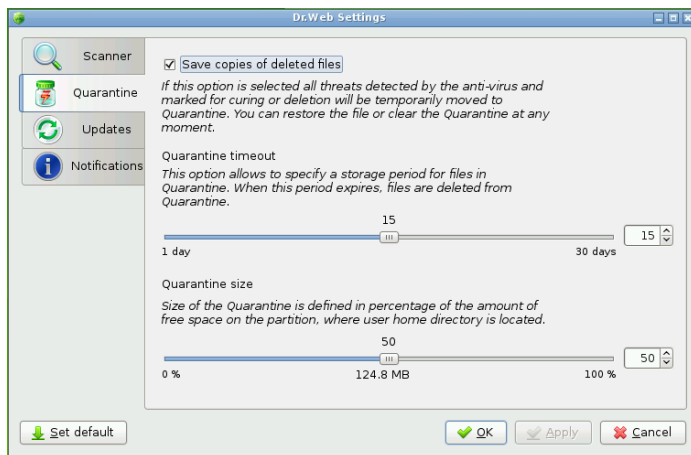 Dr.Web Settings
Scanner
Quarantine
Updates
Notifications
Save copies of deleted files
If this option is selected all threats detected by the anti-virus and
marked for curing or deletion will be temporarily moved to
Quarantine. You can restore the file or clear the Quarantine at any
moment.
Quarantine timeout
This option allows to specify a storage period for files in
Quarantine. When this period expires, files are deleted from
Quarantine.
15
15
1 day
30 days
Quarantine size
Size of the Quarantine is defined in percentage of the amount of
free space on the partition, where user home directory is located.
50
50
0 %
124.8 MB
100 %
Set default
OK
Apply
Cancel